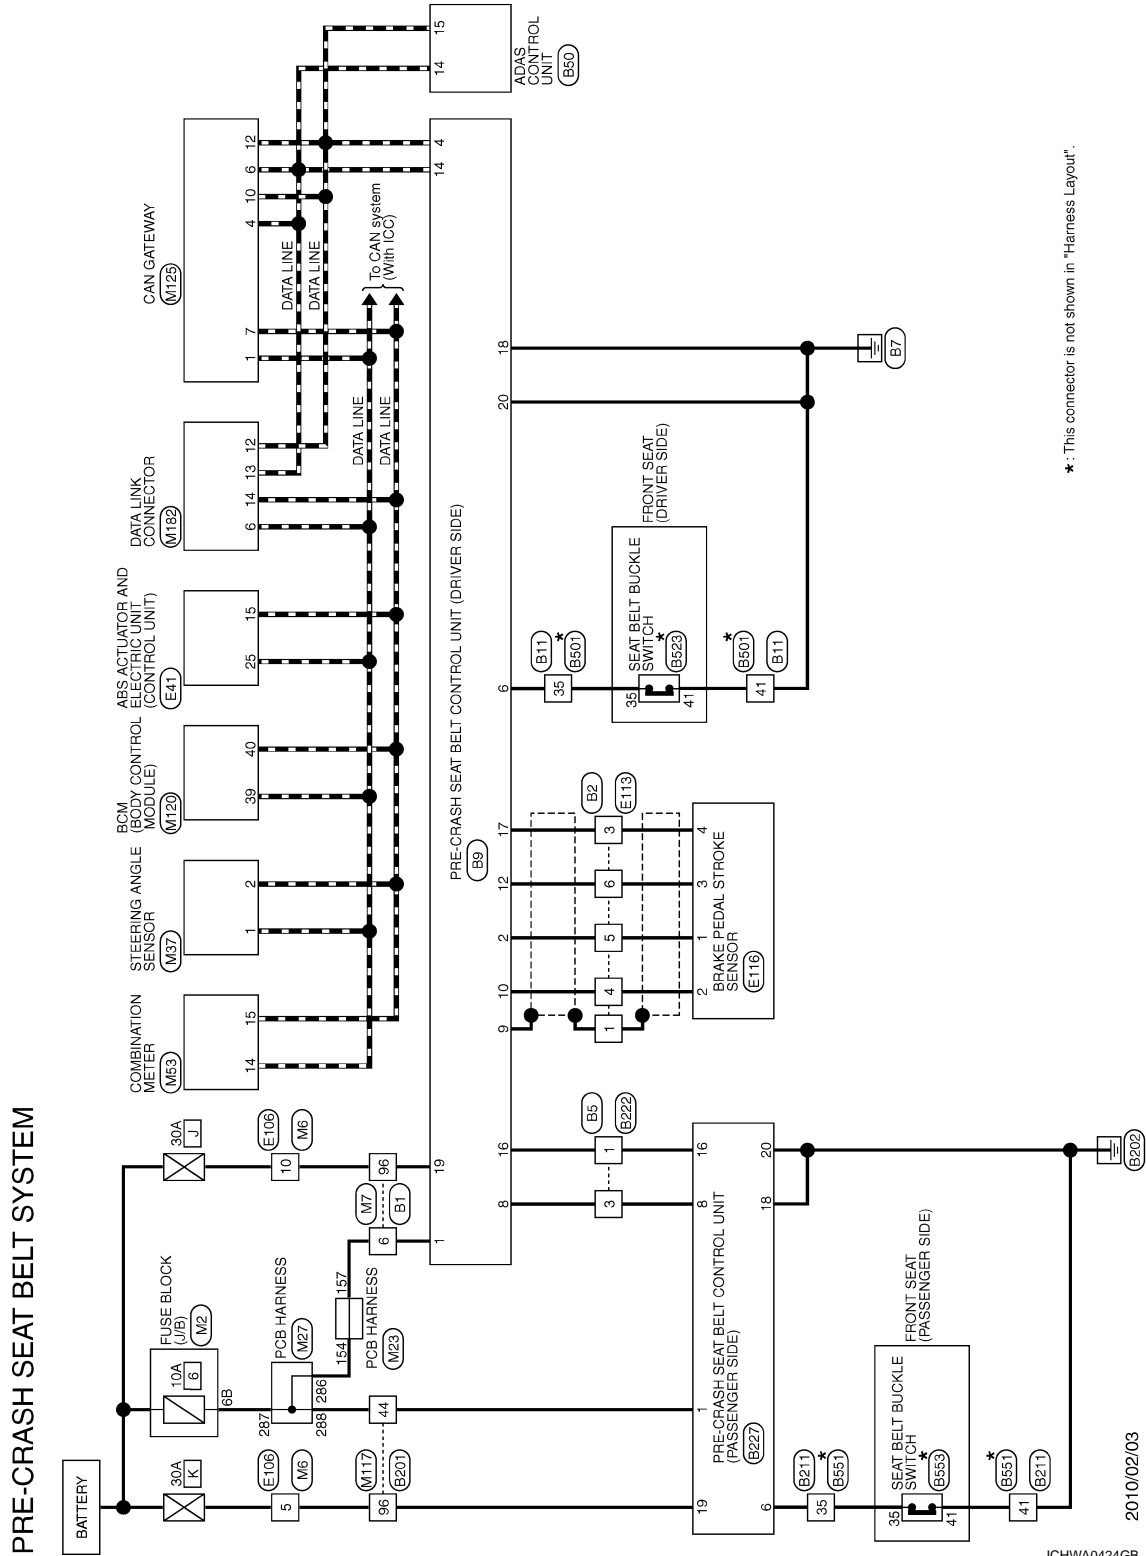 PRE-CRASH SEAT BELT SYSTEM
BATTERY
30A
K
E106
M6
5
M117
B201
96
FUSE BLOCK
(J/B)
M2
10A
6
6B
PCB HARNESS
M27
287
288
286
44
PCB HARNESS
M23
154
157
30A
J
E106
M6
10
M7
B1
96
6
19
1
COMBINATION
METER
M53
14
15
STEERING ANGLE
SENSOR
M37
1
2
BCM
(BODY CONTROL
MODULE)
M120
39
40
ABS ACTUATOR AND
ELECTRIC UNIT
(CONTROL UNIT)
E41
25
15
DATA LINK
CONNECTOR
M182
6
14
13
12
CAN GATEWAY
M125
1
7
4
10
6
12
DATA LINE
DATA LINE
DATA LINE
DATA LINE
To CAN system
(With ICC)
14
4
14
15
ADAS
CONTROL
UNIT
B50
PRE-CRASH SEAT BELT CONTROL UNIT (DRIVER SIDE)
B9
8
16
9
10
2
12
17
6
20
18
B5
B222
3
1
B2
E113
1
4
5
6
3
2
1
3
4
BRAKE PEDAL STROKE
SENSOR
E116
B11
*
B501
35
FRONT SEAT
(DRIVER SIDE)
SEAT BELT BUCKLE
SWITCH
*
B523
35
41
*
B501
B11
41
B7
19
1
8
16
PRE-CRASH SEAT BELT CONTROL UNIT
(PASSENGER SIDE)
B227
6
18
20
B211
*
B551
35
FRONT SEAT
(PASSENGER SIDE)
SEAT BELT BUCKLE
SWITCH
*
B553
35
41
*
B551
B211
41
B202
* : This connector is not shown in "Harness Layout".
2010/02/03
JCHWA0424GB